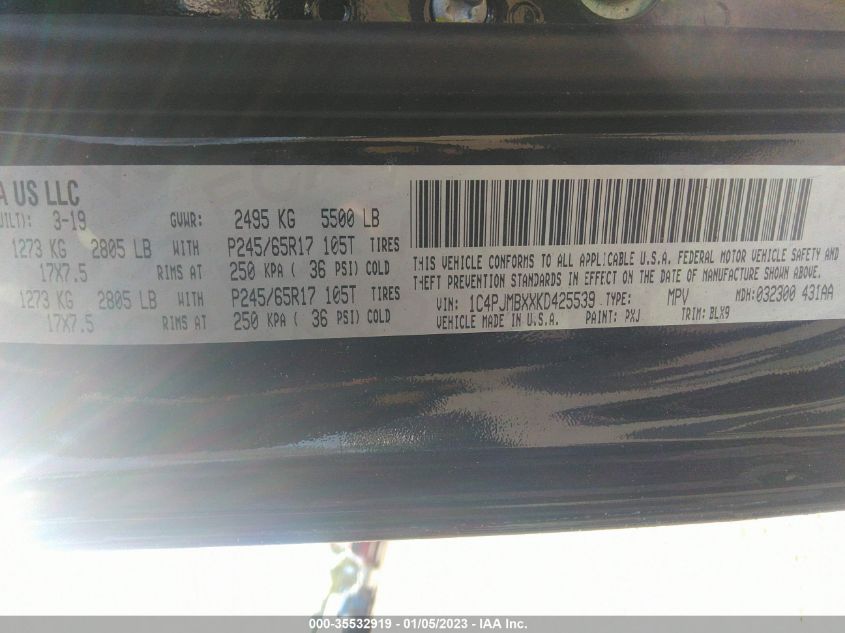 US LLC
3-19 GVWR: 2495 KG 5500 LB
1273 KG 2805 LB WITH P245/65R17 105T TIRES
17X7.5 RIMS AT 250 KPA ( 36 PSI) COLD
1273 KG 2805 LB WITH P245/65R17 105T TIRES
17X7.5 RIMS AT 250 KPA ( 36 PSI) COLD
THIS VEHICLE CONFORMS TO ALL APPLICABLE U.S.A. FEDERAL MOTOR VEHICLE SAFETY AND
THEFT PREVENTION STANDARDS IN EFFECT ON THE DATE OF MANUFACTURE SHOWN ABOVE.
VIN: 1C4PJMBXXKD425539 TYPE: MPV MDH:032300 431AA
VEHICLE MADE IN U.S.A. PAINT: PXJ TRIM: BLX9
000-35532919 - 01/05/2023 - IAA Inc.